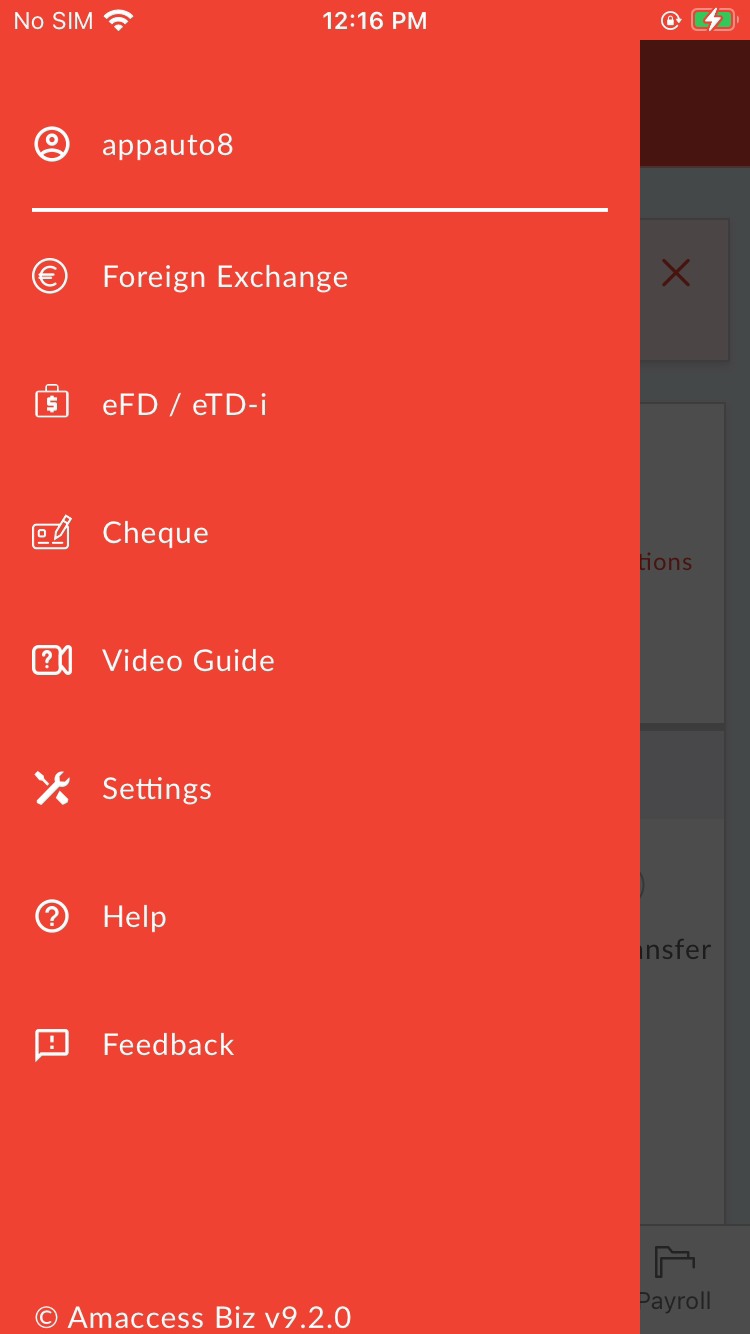 No SIM 12:16 PM
appauto8
Foreign Exchange
eFD / eTD-i
Cheque
tions
Video Guide
Settings
Help
ansfer
Feedback
Payroll
© Amaccess Biz v9.2.0